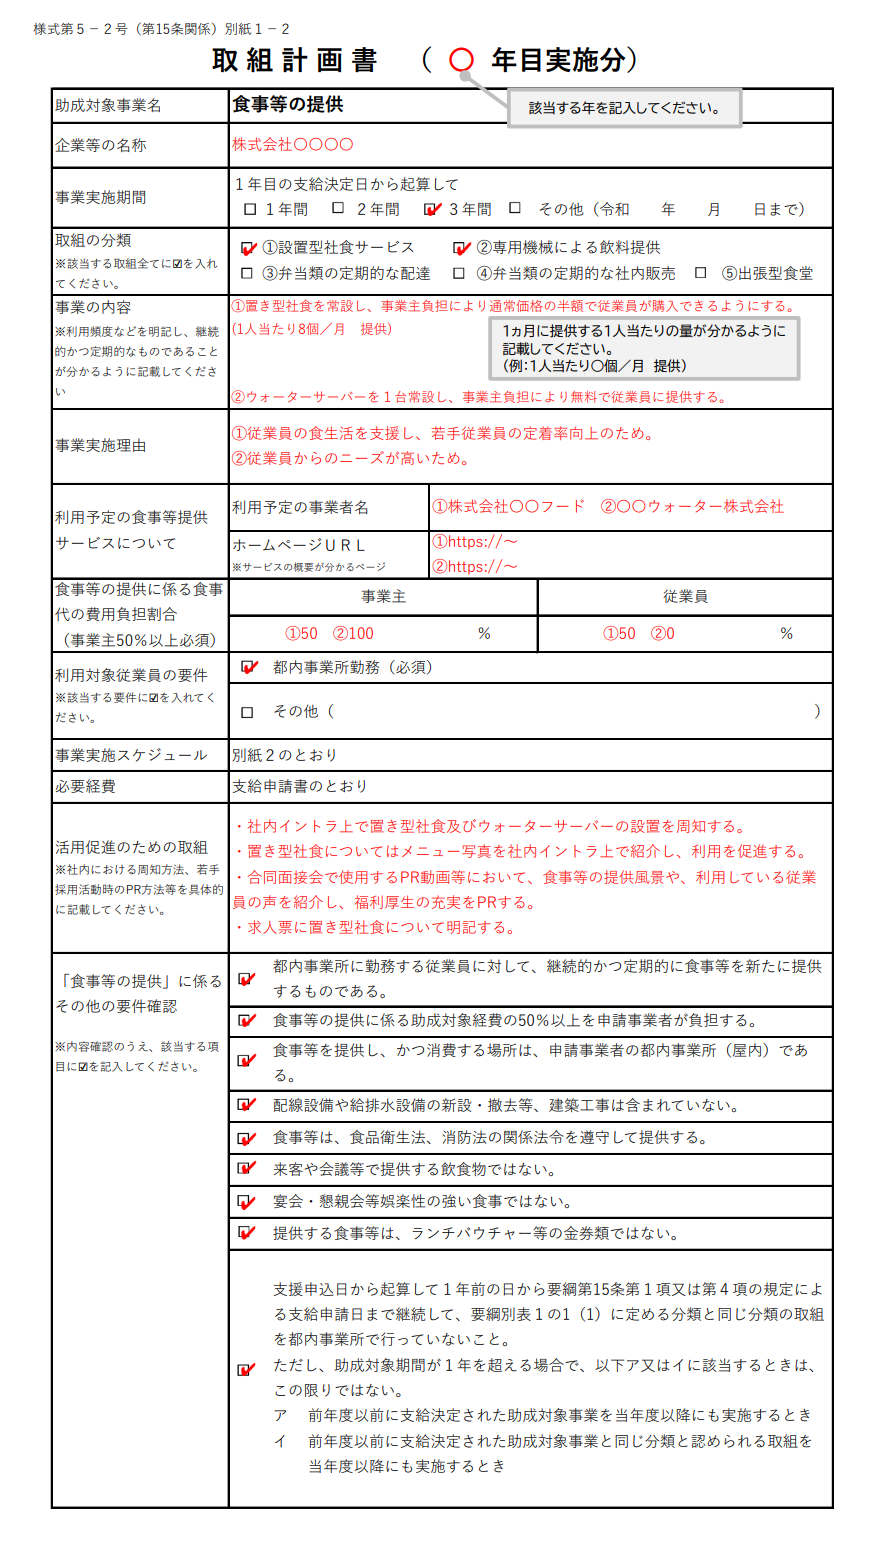 様式第５－２号（第15条関係）別紙１－２
取 組 計 画 書 （ 〇 年目実施分）
該当する年を記入してください。
助成対象事業名
食事等の提供
企業等の名称
株式会社〇〇〇〇
事業実施期間
１年目の支給決定日から起算して
□ １年間 □ ２年間 ☑ ３年間 □ その他（令和 年 月 日まで）
取組の分類
※該当する取組全てに☑を入れ
てください。
☑ ①設置型社食サービス ☑ ②専用機械による飲料提供
□ ③弁当類の定期的な配達 □ ④弁当類の定期的な社内販売 □ ⑤出張型食堂
事業の内容
※利用頻度などを明記し、継続
的かつ定期的なものであること
が分かるように記載してくださ
い
①置き型社食を常設し、事業主負担により通常価格の半額で従業員が購入できるようにする。
(1人当たり8個／月 提供)
1ヵ月に提供する１人当たりの量が分かるように
記載してください。
（例：１人当たり〇個／月 提供）
②ウォーターサーバーを１台常設し、事業主負担により無料で従業員に提供する。
事業実施理由
①従業員の食生活を支援し、若手従業員の定着率向上のため。
②従業員からのニーズが高いため。
利用予定の食事等提供
サービスについて
利用予定の事業者名
①株式会社〇〇フード ②〇〇ウォーター株式会社
ホームページＵＲＬ
※サービスの概要が分かるページ
①https://～
②https://～
食事等の提供に係る食事
代の費用負担割合
（事業主50％以上必須）
事業主
従業員
①50 ②100 %
①50 ②0 %
利用対象従業員の要件
※該当する要件に☑を入れてく
ださい。
☑ 都内事業所勤務（必須）
□ その他（ ）
事業実施スケジュール
別紙２のとおり
必要経費
支給申請書のとおり
活用促進のための取組
※社内における周知方法、若手
採用活動時のPR方法等を具体的
に記載してください。
・社内イントラ上で置き型社食及びウォーターサーバーの設置を周知する。
・置き型社食についてはメニュー写真を社内イントラ上で紹介し、利用を促進する。
・合同面接会で使用するPR動画等において、食事等の提供風景や、利用している従業
員の声を紹介し、福利厚生の充実をPRする。
・求人票に置き型社食について明記する。
「食事等の提供」に係る
その他の要件確認
※内容確認のうえ、該当する項
目に☑を記入してください。
☑ 都内事業所に勤務する従業員に対して、継続的かつ定期的に食事等を新たに提供
するものである。
☑ 食事等の提供に係る助成対象経費の50％以上を申請事業者が負担する。
☑ 食事等を提供し、かつ消費する場所は、申請事業者の都内事業所（屋内）であ
る。
☑ 配線設備や給排水設備の新設・撤去等、建築工事は含まれていない。
☑ 食事等は、食品衛生法、消防法の関係法令を遵守して提供する。
☑ 来客や会議等で提供する飲食物ではない。
☑ 宴会・懇親会等娯楽性の強い食事ではない。
☑ 提供する食事等は、ランチバウチャー等の金券類ではない。
☑ 支援申込日から起算して１年前の日から要綱第15条第１項又は第４項の規定によ
る支給申請日まで継続して、要綱別表１の1（1）に定める分類と同じ分類の取組
を都内事業所で行っていないこと。
ただし、助成対象期間が１年を超える場合で、以下ア又はイに該当するときは、
この限りではない。
ア 前年度以前に支給決定された助成対象事業を当年度以降にも実施するとき
イ 前年度以前に支給決定された助成対象事業と同じ分類と認められる取組を
当年度以降にも実施するとき